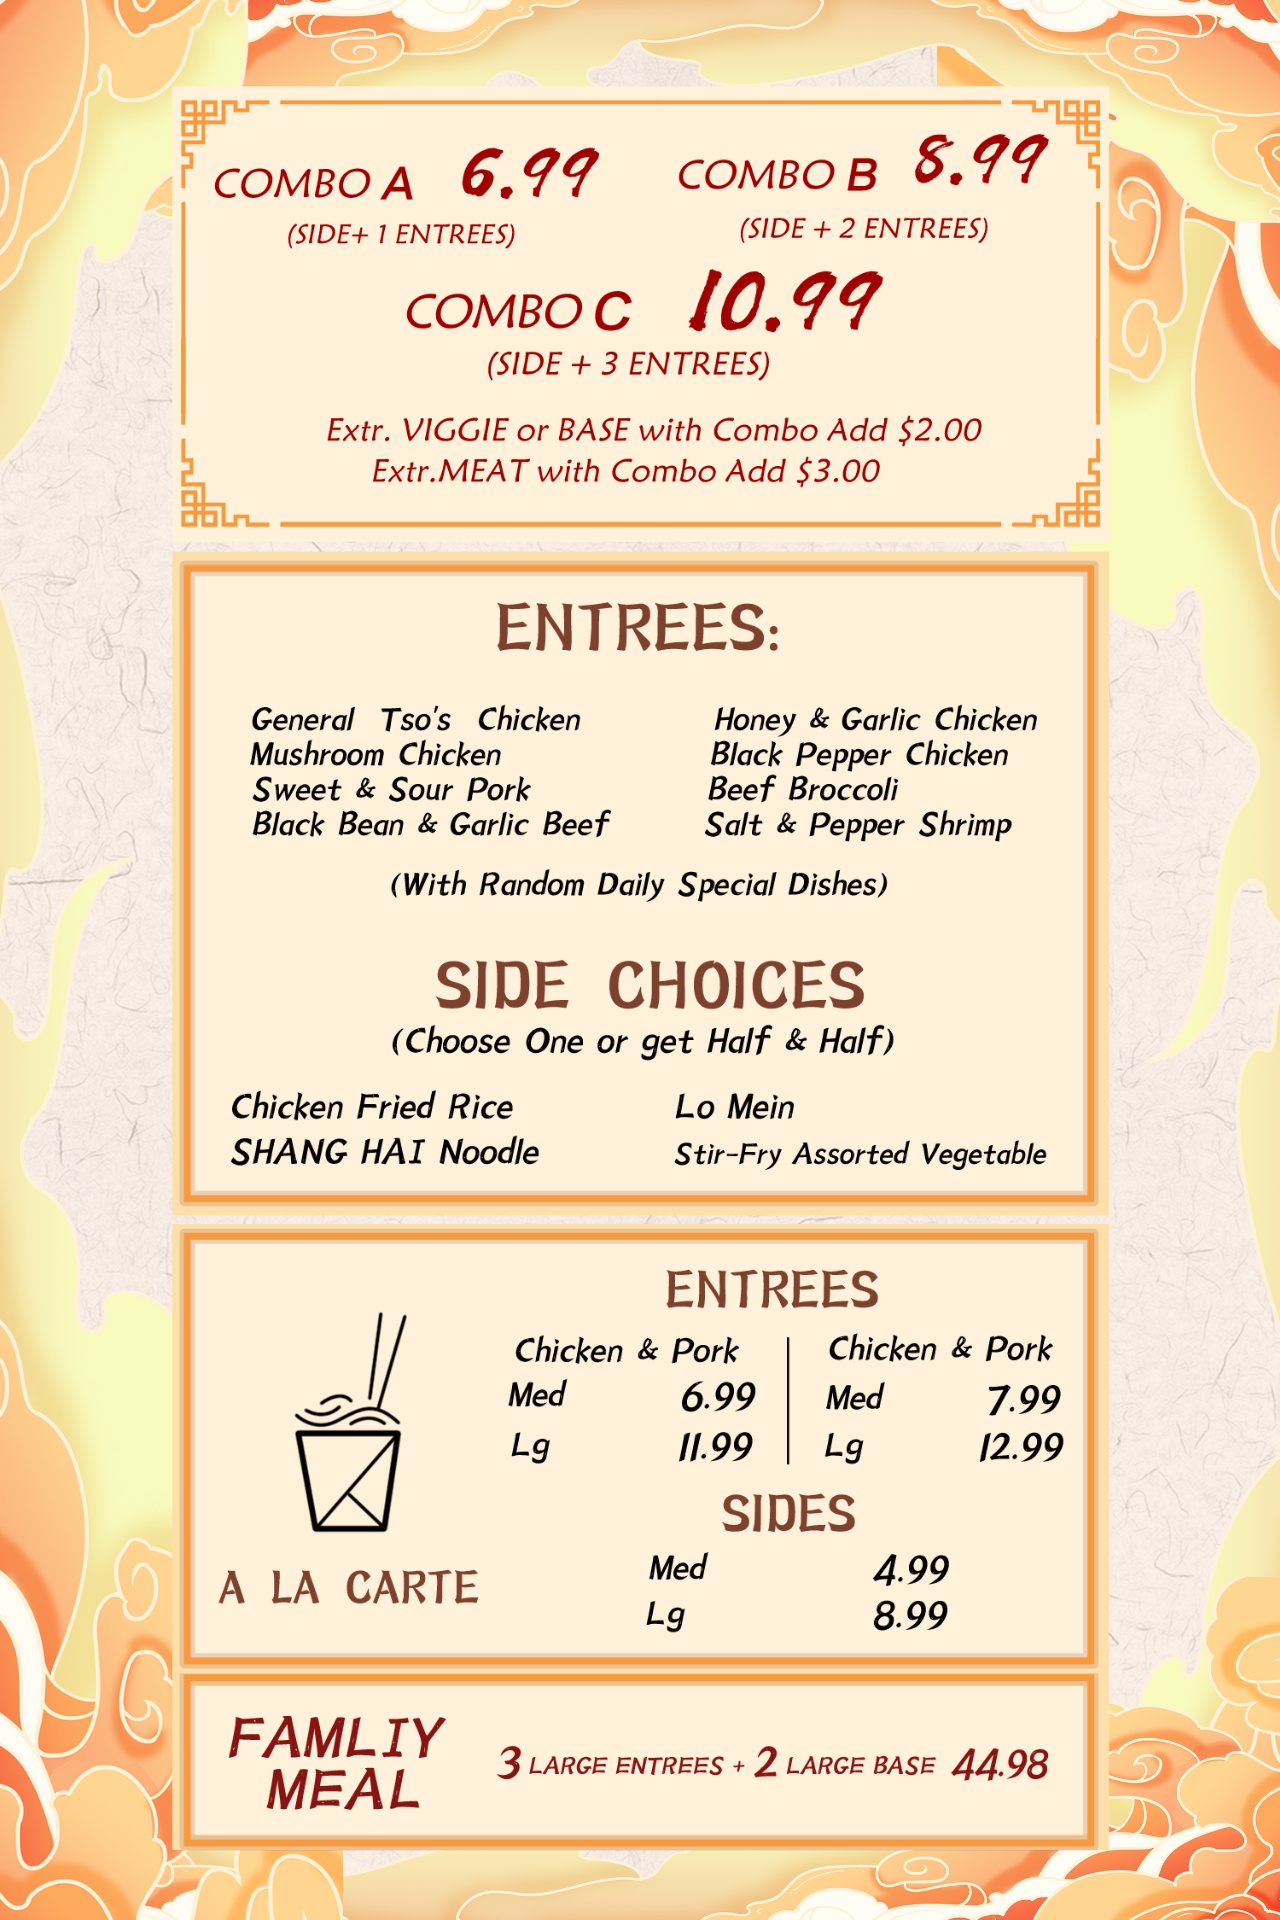 COMBO A 6.99
(SIDE+ 1 ENTREES)
COMBO B 8.99
(SIDE + 2 ENTREES)
COMBO C 10.99
(SIDE + 3 ENTREES)
Extr. VIGGIE or BASE with Combo Add $2.00
Extr.MEAT with Combo Add $3.00
ENTREES:
General Tso's Chicken
Mushroom Chicken
Sweet & Sour Pork
Black Bean & Garlic Beef
Honey & Garlic Chicken
Black Pepper Chicken
Beef Broccoli
Salt & Pepper Shrimp
(With Random Daily Special Dishes)
SIDE CHOICES
(Choose One or get Half & Half)
Chicken Fried Rice
SHANG HAI Noodle
Lo Mein
Stir-Fry Assorted Vegetable
A LA CARTE
ENTREES
Chicken & Pork
Med 6.99
Lg 11.99
Chicken & Pork
Med 7.99
Lg 12.99
SIDES
Med 4.99
Lg 8.99
FAMLIY
MEAL
3 LARGE ENTREES + 2 LARGE BASE 44.98